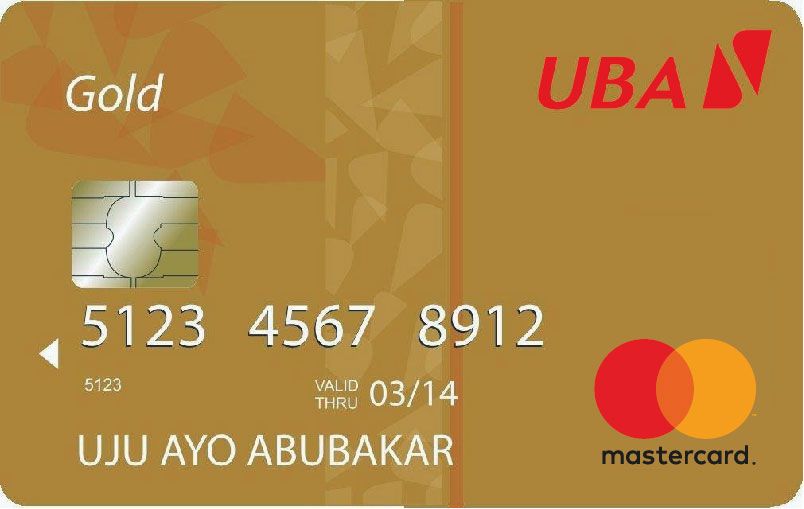 Gold
UBA
5123 4567 8912
5123
VALID THRU 03/14
UJU AYO ABUBAKAR
mastercard.